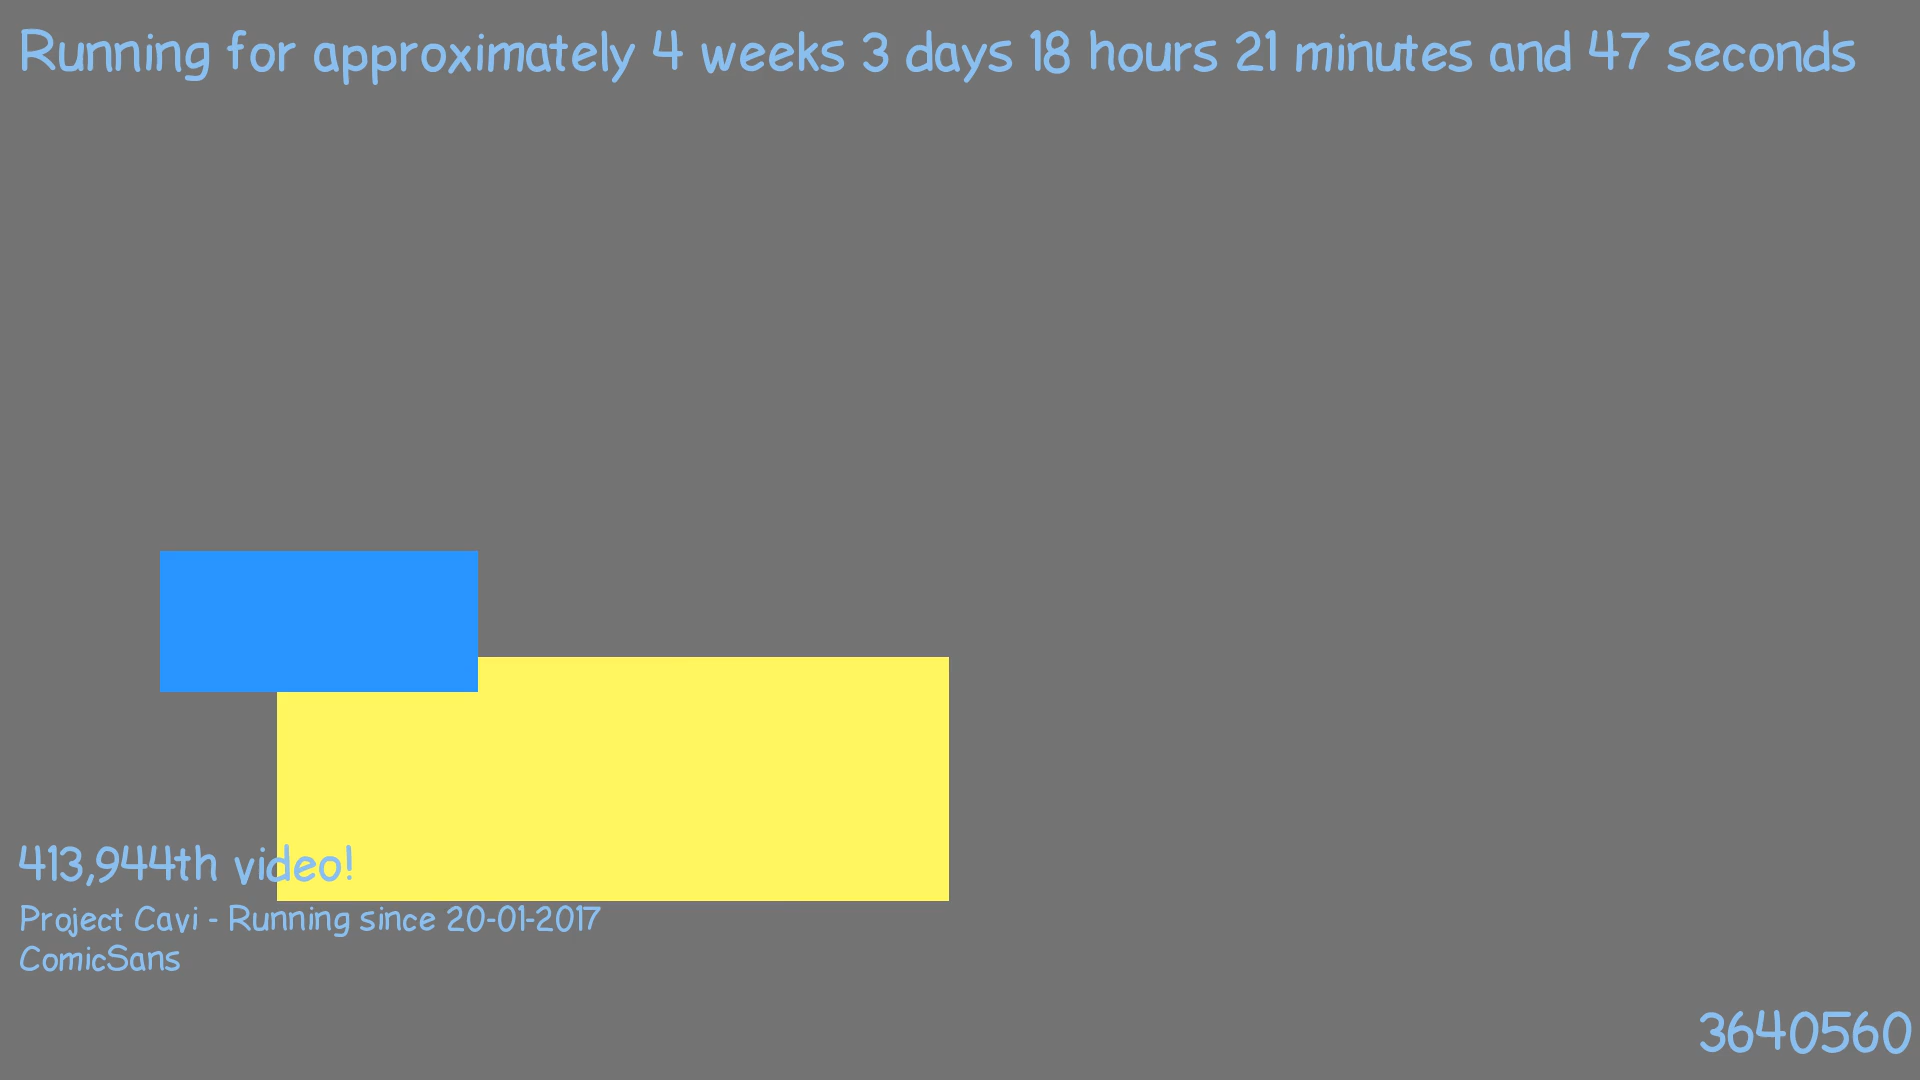 Running for approximately 4 weeks 3 days 18 hours 21 minutes and 47 seconds
413,944th video!
Project Cavi - Running since 20-01-2017
ComicSans
3640560